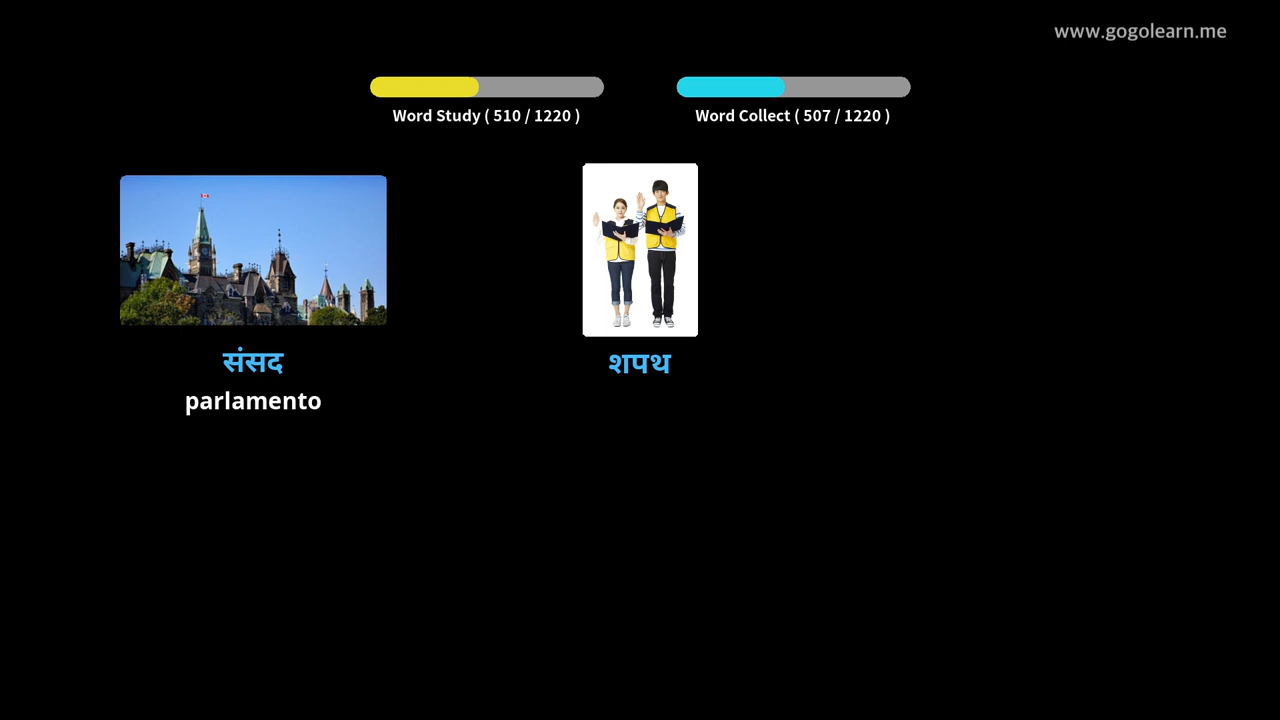 www.gogolearn.me
Word Study ( 510 / 1220 )
Word Collect ( 507 / 1220 )
संसद
parlamento
शपथ